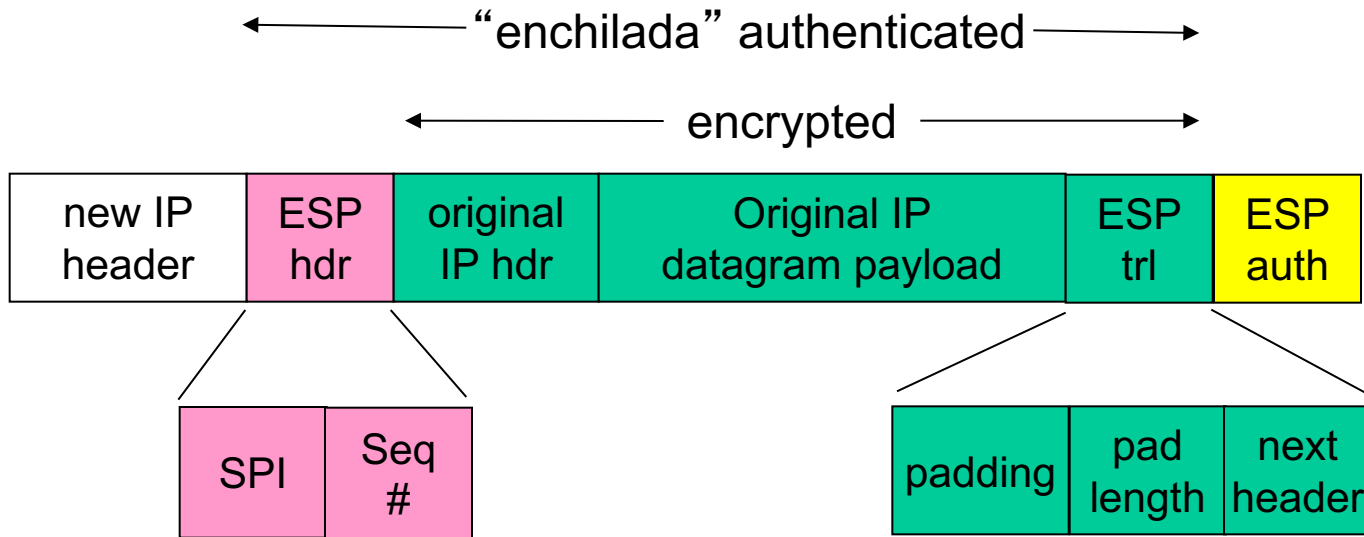 “enchilada” authenticated
encrypted
new IP
header
ESP
hdr
original
IP hdr
Original IP
datagram payload
ESP
trl
ESP
auth
SPI
Seq
#
padding
pad
length
next
header